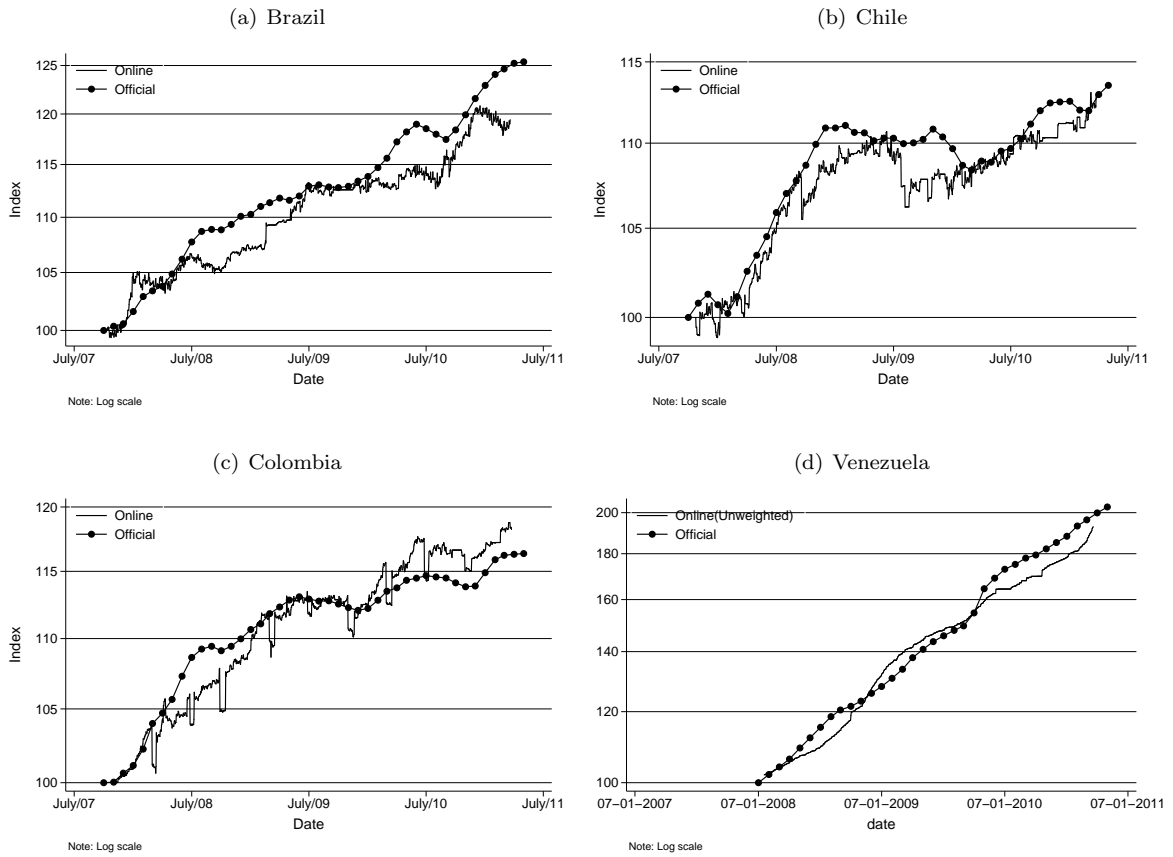 (a) Brazil
Online
Official
125
120
115
110
105
100
Index
July/07 July/08 July/09 July/10 July/11
Date
Note: Log scale
(b) Chile
Online
Official
115
110
105
100
Index
July/07 July/08 July/09 July/10 July/11
Date
Note: Log scale
(c) Colombia
Online
Official
120
115
110
105
100
Index
July/07 July/08 July/09 July/10 July/11
Date
Note: Log scale
(d) Venezuela
Online(Unweighted)
Official
200
180
160
140
120
100
07-01-2007 07-01-2008 07-01-2009 07-01-2010 07-01-2011
date
Note: Log scale